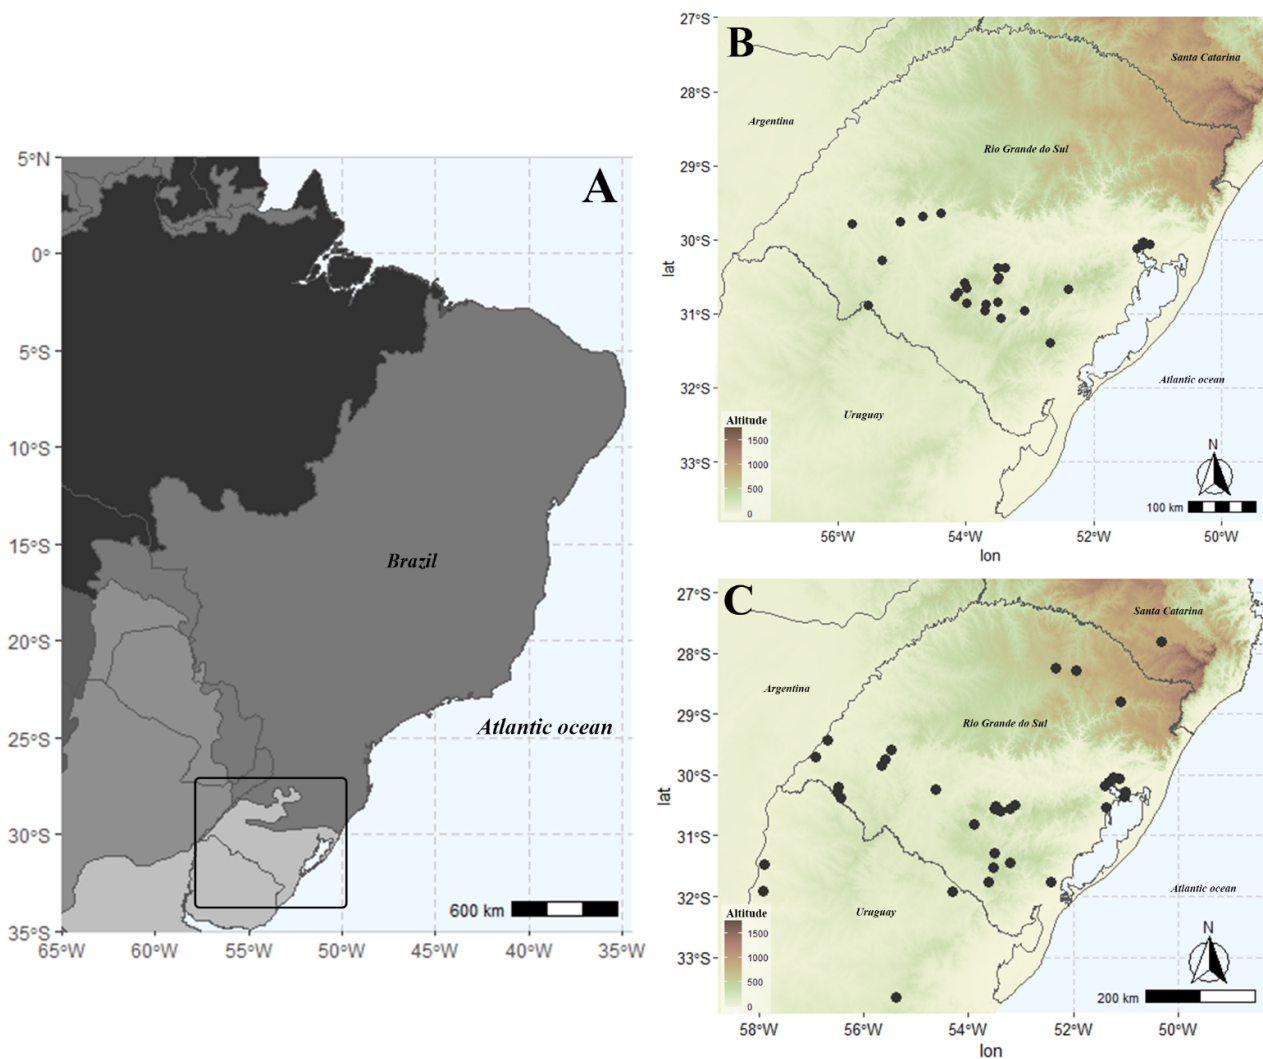 A
5°N
0°
5°S
10°S
15°S
20°S
25°S
30°S
35°S
Brazil
Atlantic ocean
600 km
65°W 60°W 55°W 50°W 45°W 40°W 35°W
B
27°S
28°S
29°S
30°S
31°S
32°S
33°S
lat
Santa Catarina
Argentina
Rio Grande do Sul
Atlantic ocean
Uruguay
Altitude
1500
1000
500
0
N
100 km
56°W 54°W 52°W 50°W
lon
C
27°S
28°S
29°S
30°S
31°S
32°S
33°S
lat
Santa Catarina
Argentina
Rio Grande do Sul
Atlantic ocean
Uruguay
Altitude
1500
1000
500
0
N
200 km
58°W 56°W 54°W 52°W 50°W
lon